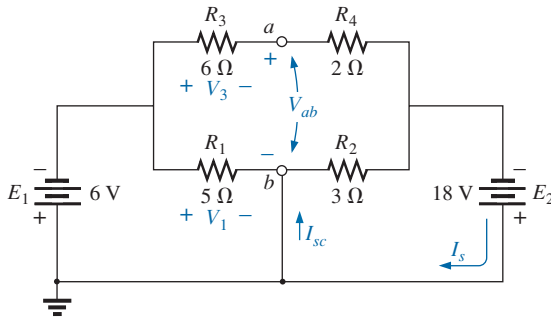 R3 a R4
+ 6 Ω 2 Ω
+ V3 −
Vab
R1 − R2
b
− 5 Ω 3 Ω −
E1 6 V 18 V E2
+ + V1 − Isc +
Is